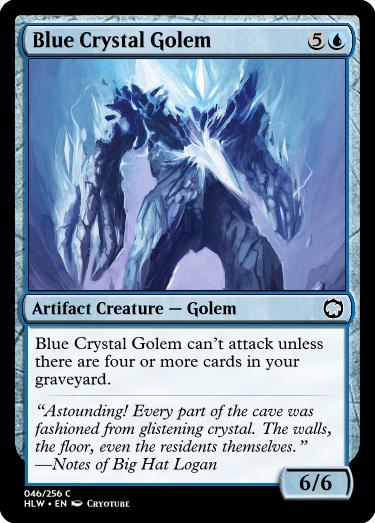 Blue Crystal Golem 5
Artifact Creature — Golem
Blue Crystal Golem can’t attack unless
there are four or more cards in your
graveyard.
“Astounding! Every part of the cave was
fashioned from glistening crystal. The walls,
the floor, even the residents themselves.”
—Notes of Big Hat Logan
6/6
046/256 C
HLW • EN Cryotube